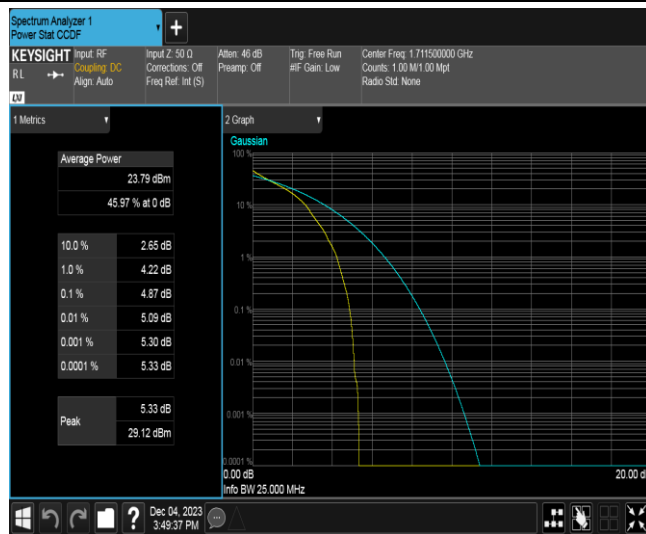 Spectrum Analyzer 1
Power Stat CCDF
+
KEYSIGHT
RL
LXI
Input: RF
Coupling: DC
Align: Auto
Input Z: 50 Ω
Corrections: Off
Freq Ref: Int (S)
Atten: 46 dB
Preamp: Off
Trig: Free Run
#IF Gain: Low
Center Freq: 1.711500000 GHz
Counts: 1.00 M/1.00 Mpt
Radio Std: None
1 Metrics
Average Power
23.79 dBm
45.97 % at 0 dB
10.0 % 2.65 dB
1.0 % 4.22 dB
0.1 % 4.87 dB
0.01 % 5.09 dB
0.001 % 5.30 dB
0.0001 % 5.33 dB
Peak
5.33 dB
29.12 dBm
2 Graph
Gaussian
100 %
10 %
1 %
0.1 %
0.01 %
0.001 %
0.0001 %
0.00 dB
20.00 d
Info BW 25.000 MHz
?
Dec 04, 2023
3:49:37 PM